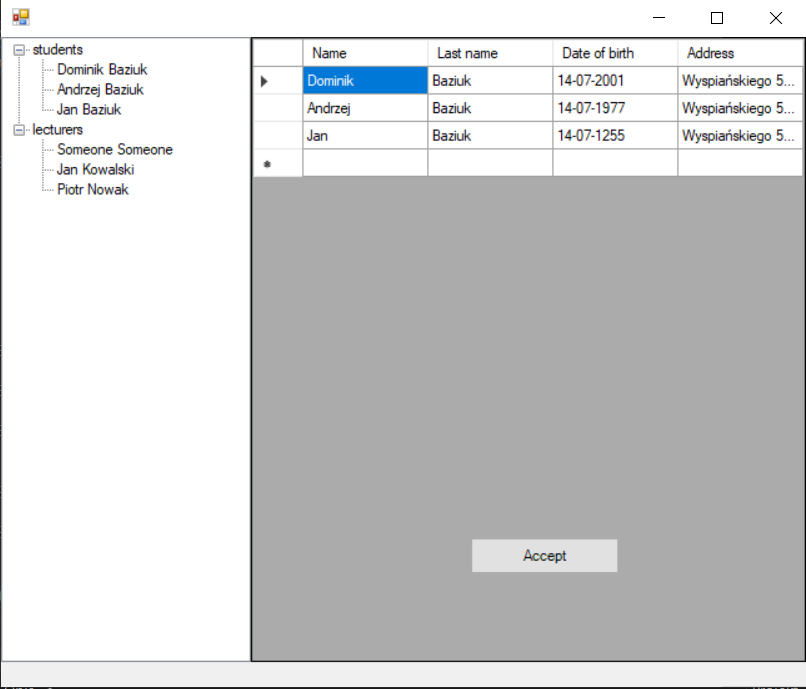 students
Dominik Baziuk
Andrzej Baziuk
Jan Baziuk
lecturers
Someone Someone
Jan Kowalski
Piotr Nowak
Name Last name Date of birth Address
Dominik Baziuk 14-07-2001 Wyspiańskiego 5...
Andrzej Baziuk 14-07-1977 Wyspiańskiego 5...
Jan Baziuk 14-07-1255 Wyspiańskiego 5...
Accept